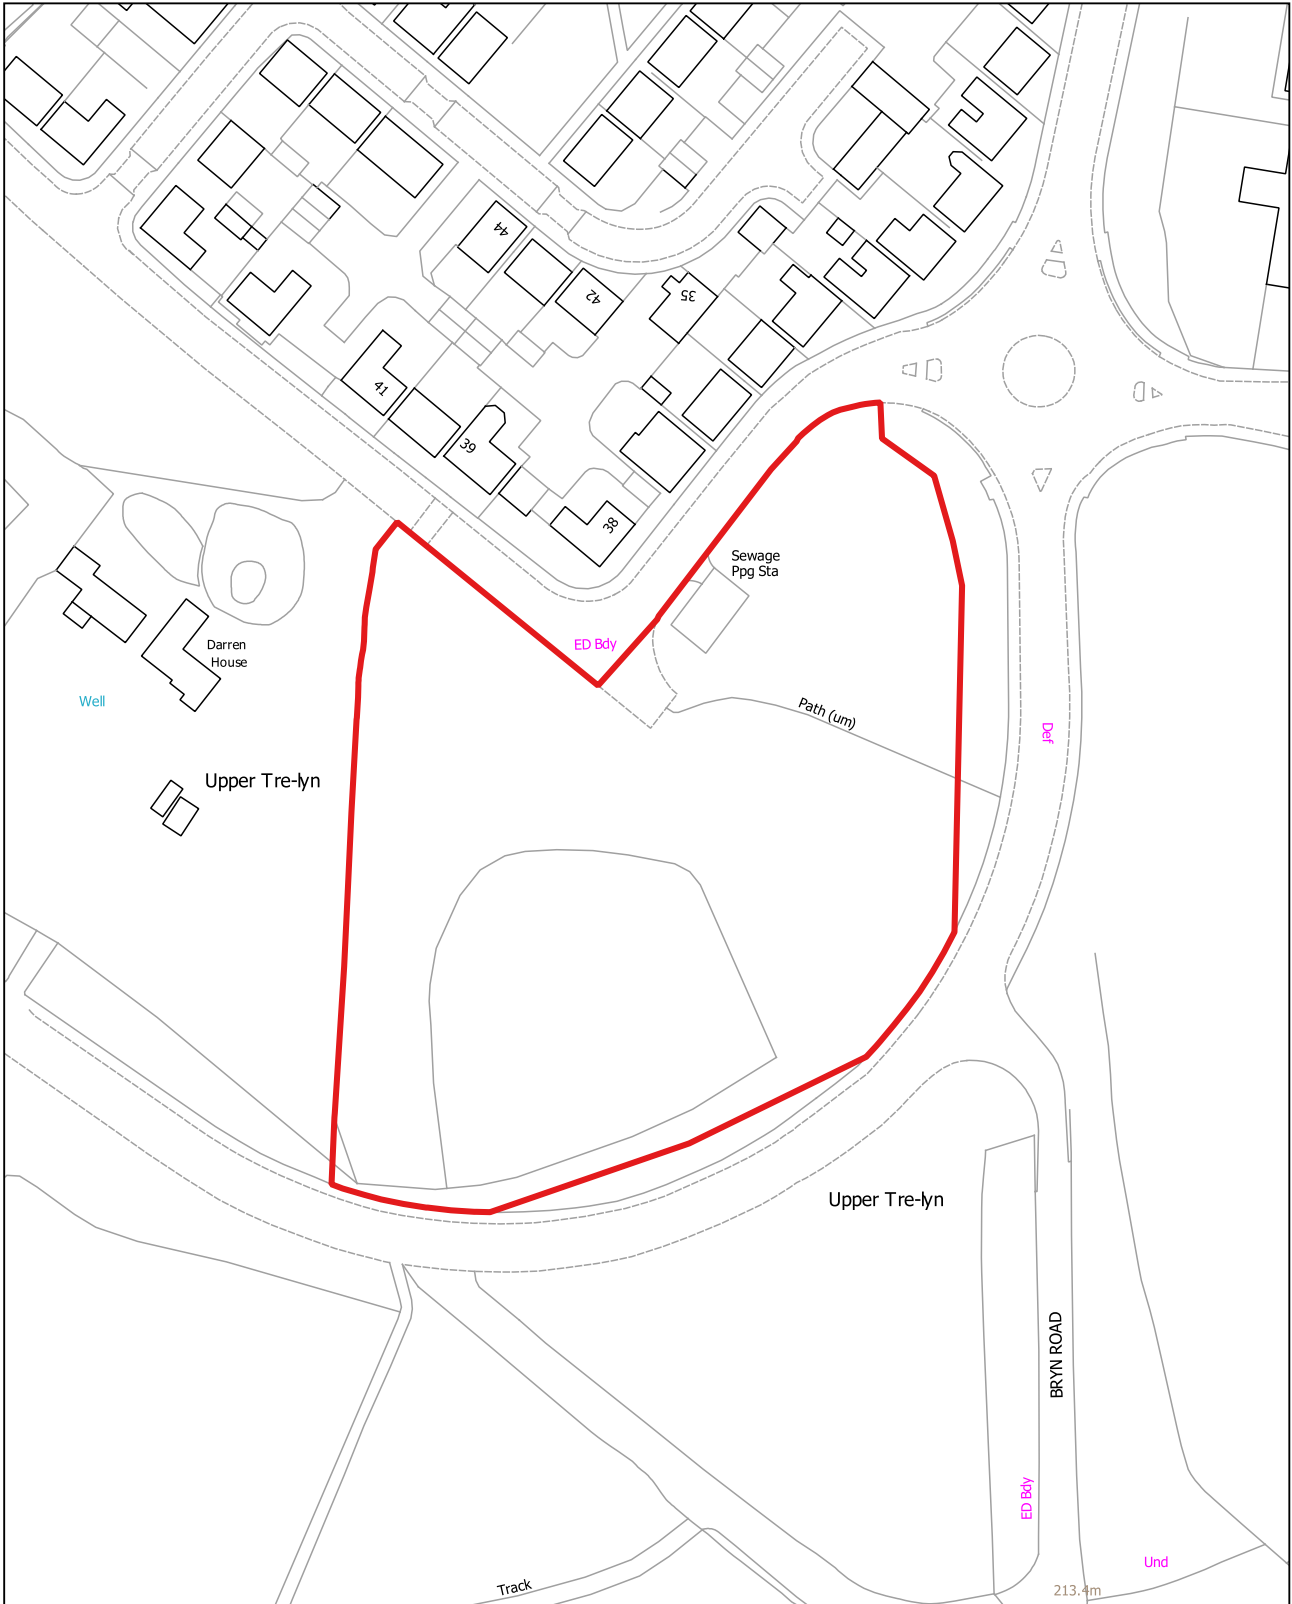 44
42
35
41
39
38
Sewage
Ppg Sta
ED Bdy
Darren
House
Well
Path (um)
Def
Upper Tre-lyn
Upper Tre-lyn
BRYN ROAD
ED Bdy
Und
Track
213.4m